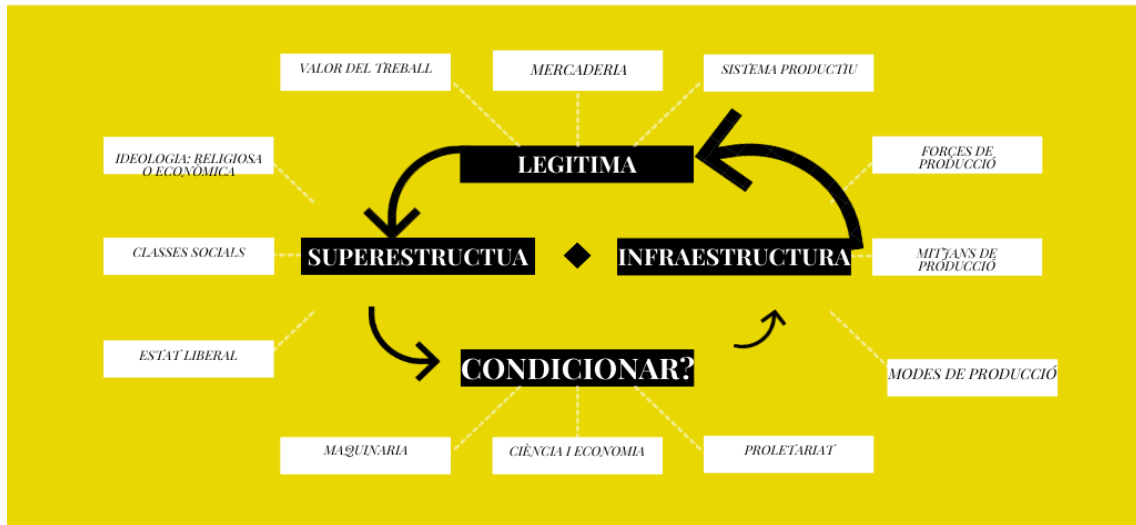 VALOR DEL TREBALL
MERCADERIA
SISTEMA PRODUCTIU
IDEOLOGIA: RELIGIOSA
O ECONÒMICA
LEGITIMA
FORÇES DE
PRODUCCIÓ
CLASSES SOCIALS
SUPERESTRUCTUA
INFRAESTRUCTURA
MITJANS DE
PRODUCCIÓ
ESTAT LIBERAL
CONDICIONAR?
MODES DE PRODUCCIÓ
MAQUINARIA
CIÈNCIA I ECONOMIA
PROLETARIAT